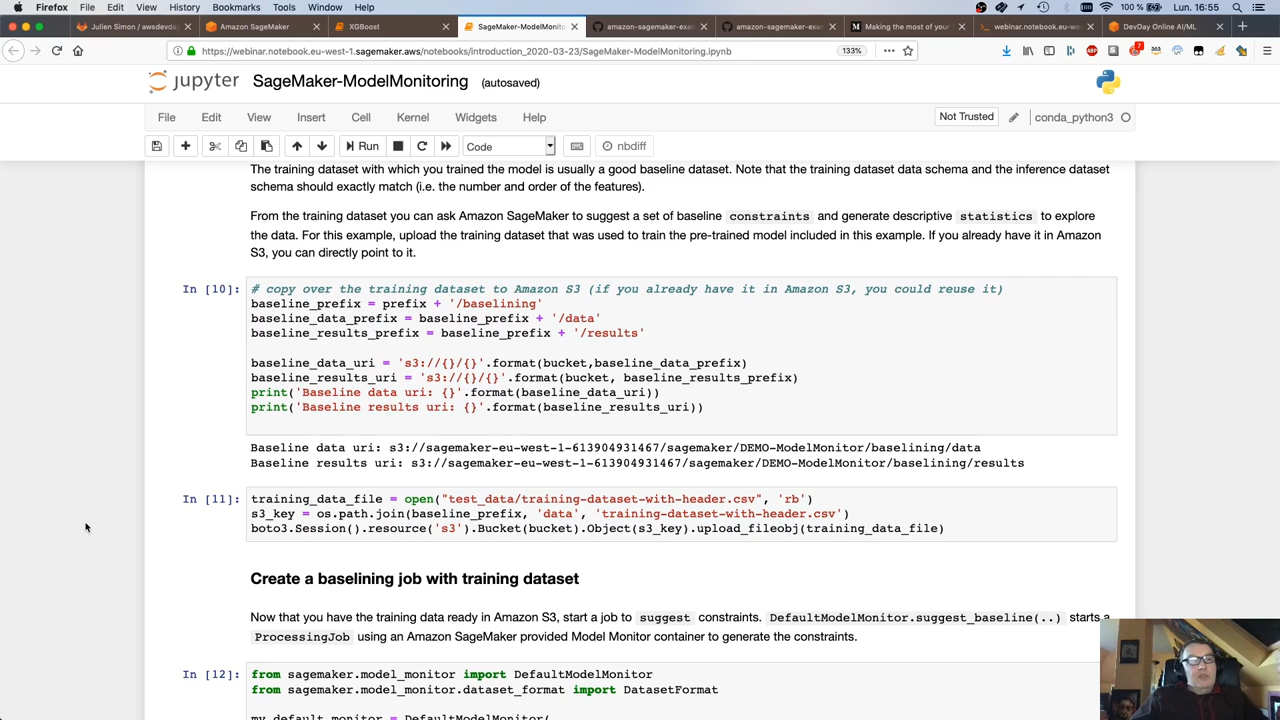 Firefox File Edit View History Bookmarks Tools Window Help
Lun. 16:55
Julien Simon / awsdevdos
Amazon SageMaker
XGBoost
SageMaker-ModelMonito
amazon-sagemaker-exa
amazon-sagemaker-exa
Making the most of your
webinar.notebook.eu-west-1
DevDay Online AI/ML
https://webinar.notebook.eu-west-1.sagemaker.aws/notebooks/introduction_2020-03-23/SageMaker-ModelMonitoring.ipynb
133%
jupyter SageMaker-ModelMonitoring (autosaved)
File Edit View Insert Cell Kernel Widgets Help
Not Trusted
conda_python3
Run
Code
nbdiff
The training dataset with which you trained the model is usually a good baseline dataset. Note that the training dataset data schema and the inference dataset
schema should exactly match (i.e. the number and order of the features).
From the training dataset you can ask Amazon SageMaker to suggest a set of baseline constraints and generate descriptive statistics to explore
the data. For this example, upload the training dataset that was used to train the pre-trained model included in this example. If you already have it in Amazon
S3, you can directly point to it.
In [10]: # copy over the training dataset to Amazon S3 (if you already have it in Amazon S3, you could reuse it)
baseline_prefix = prefix + '/baselining'
baseline_data_prefix = baseline_prefix + '/data'
baseline_results_prefix = baseline_prefix + '/results'
baseline_data_uri = 's3://{}/{}'.format(bucket,baseline_data_prefix)
baseline_results_uri = 's3://{}/{}'.format(bucket, baseline_results_prefix)
print('Baseline data uri: {}'.format(baseline_data_uri))
print('Baseline results uri: {}'.format(baseline_results_uri))
Baseline data uri: s3://sagemaker-eu-west-1-613904931467/sagemaker/DEMO-ModelMonitor/baselining/data
Baseline results uri: s3://sagemaker-eu-west-1-613904931467/sagemaker/DEMO-ModelMonitor/baselining/results
In [11]: training_data_file = open("test_data/training-dataset-with-header.csv", 'rb')
s3_key = os.path.join(baseline_prefix, 'data', 'training-dataset-with-header.csv')
boto3.Session().resource('s3').Bucket(bucket).Object(s3_key).upload_fileobj(training_data_file)
Create a baselining job with training dataset
Now that you have the training data ready in Amazon S3, start a job to suggest constraints. DefaultModelMonitor.suggest_baseline(..) starts a
ProcessingJob using an Amazon SageMaker provided Model Monitor container to generate the constraints.
In [12]: from sagemaker.model_monitor import DefaultModelMonitor
from sagemaker.model_monitor.dataset_format import DatasetFormat
my_default_monitor = DefaultModelMonitor(